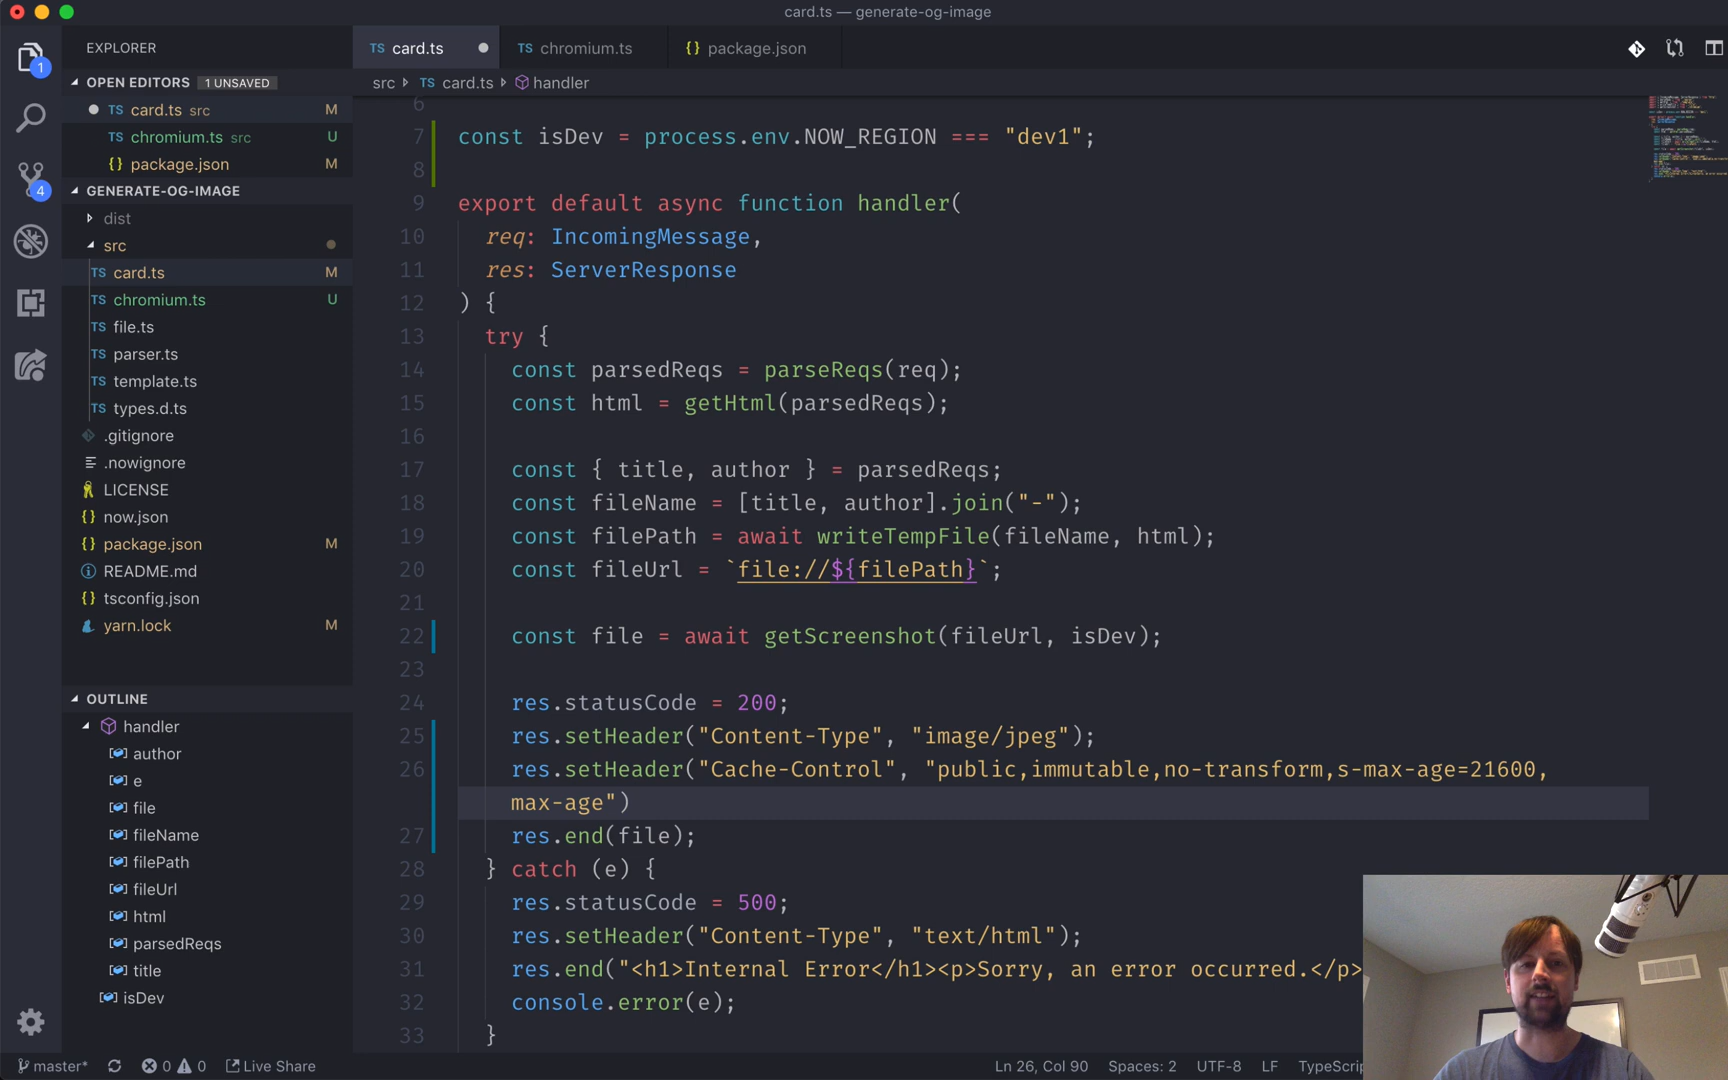 card.ts — generate-og-image
EXPLORER
OPEN EDITORS 1 UNSAVED
TS card.ts src M
TS chromium.ts src U
{} package.json M
GENERATE-OG-IMAGE
dist
src
TS card.ts M
TS chromium.ts U
TS file.ts
TS parser.ts
TS template.ts
TS types.d.ts
.gitignore
.nowignore
LICENSE
{} now.json
{} package.json M
README.md
{} tsconfig.json
yarn.lock M
OUTLINE
handler
author
e
file
fileName
filePath
fileUrl
html
parsedReqs
title
isDev
1
4
TS card.ts
TS chromium.ts
{} package.json
src TS card.ts handler
6
7 const isDev = process.env.NOW_REGION === "dev1";
8
9 export default async function handler(
10 req: IncomingMessage,
11 res: ServerResponse
12 ) {
13 try {
14 const parsedReqs = parseReqs(req);
15 const html = getHtml(parsedReqs);
16
17 const { title, author } = parsedReqs;
18 const fileName = [title, author].join("-");
19 const filePath = await writeTempFile(fileName, html);
20 const fileUrl = `file://${filePath}`;
21
22 const file = await getScreenshot(fileUrl, isDev);
23
24 res.statusCode = 200;
25 res.setHeader("Content-Type", "image/jpeg");
26 res.setHeader("Cache-Control", "public,immutable,no-transform,s-max-age=21600,
max-age")
27 res.end(file);
28 } catch (e) {
29 res.statusCode = 500;
30 res.setHeader("Content-Type", "text/html");
31 res.end("<h1>Internal Error</h1><p>Sorry, an error occurred.</p>
32 console.error(e);
33 }
master* 0 0 Live Share
Ln 26, Col 90 Spaces: 2 UTF-8 LF TypeScrip